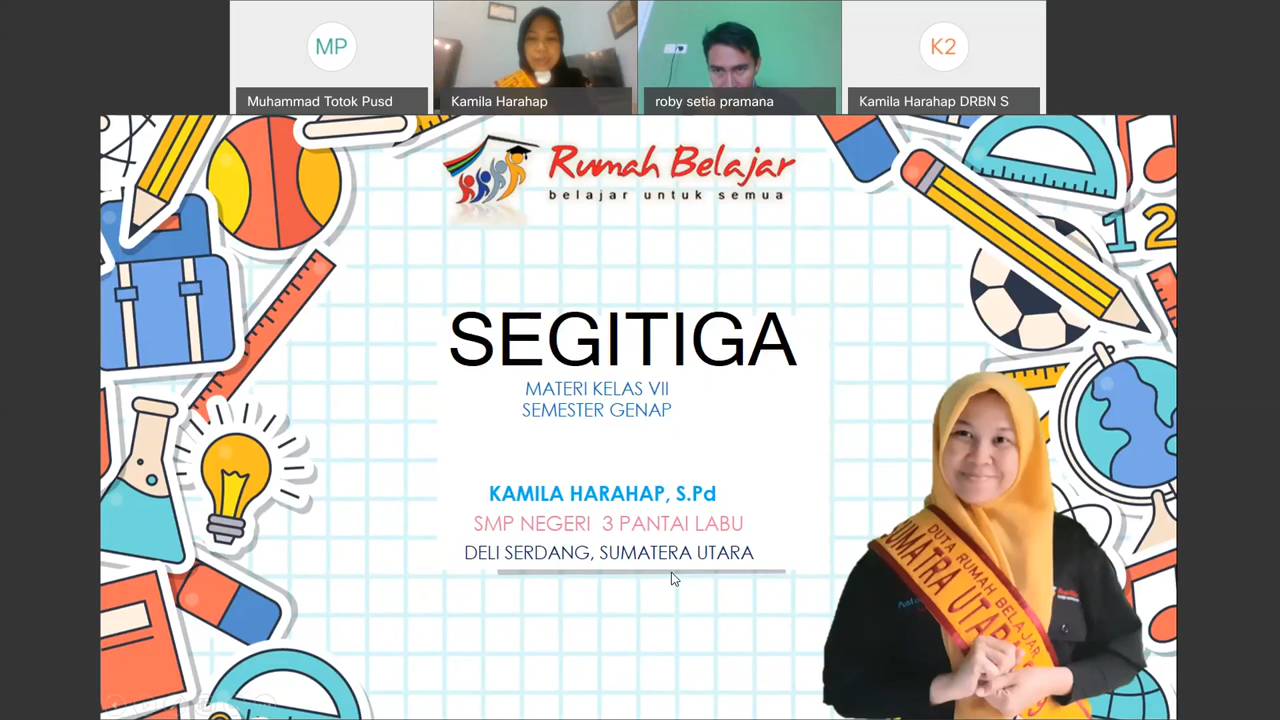 MP
K2
Muhammad Totok Pusd
Kamila Harahap
roby setia pramana
Kamila Harahap DRBN S
Rumah Belajar
belajar untuk semua
1 2
SEGITIGA
MATERI KELAS VII
SEMESTER GENAP
KAMILA HARAHAP, S.Pd
SMP NEGERI 3 PANTAI LABU
DELI SERDANG, SUMATERA UTARA
DUTA RUMAH BELAJAR
SUMATRA UTARA